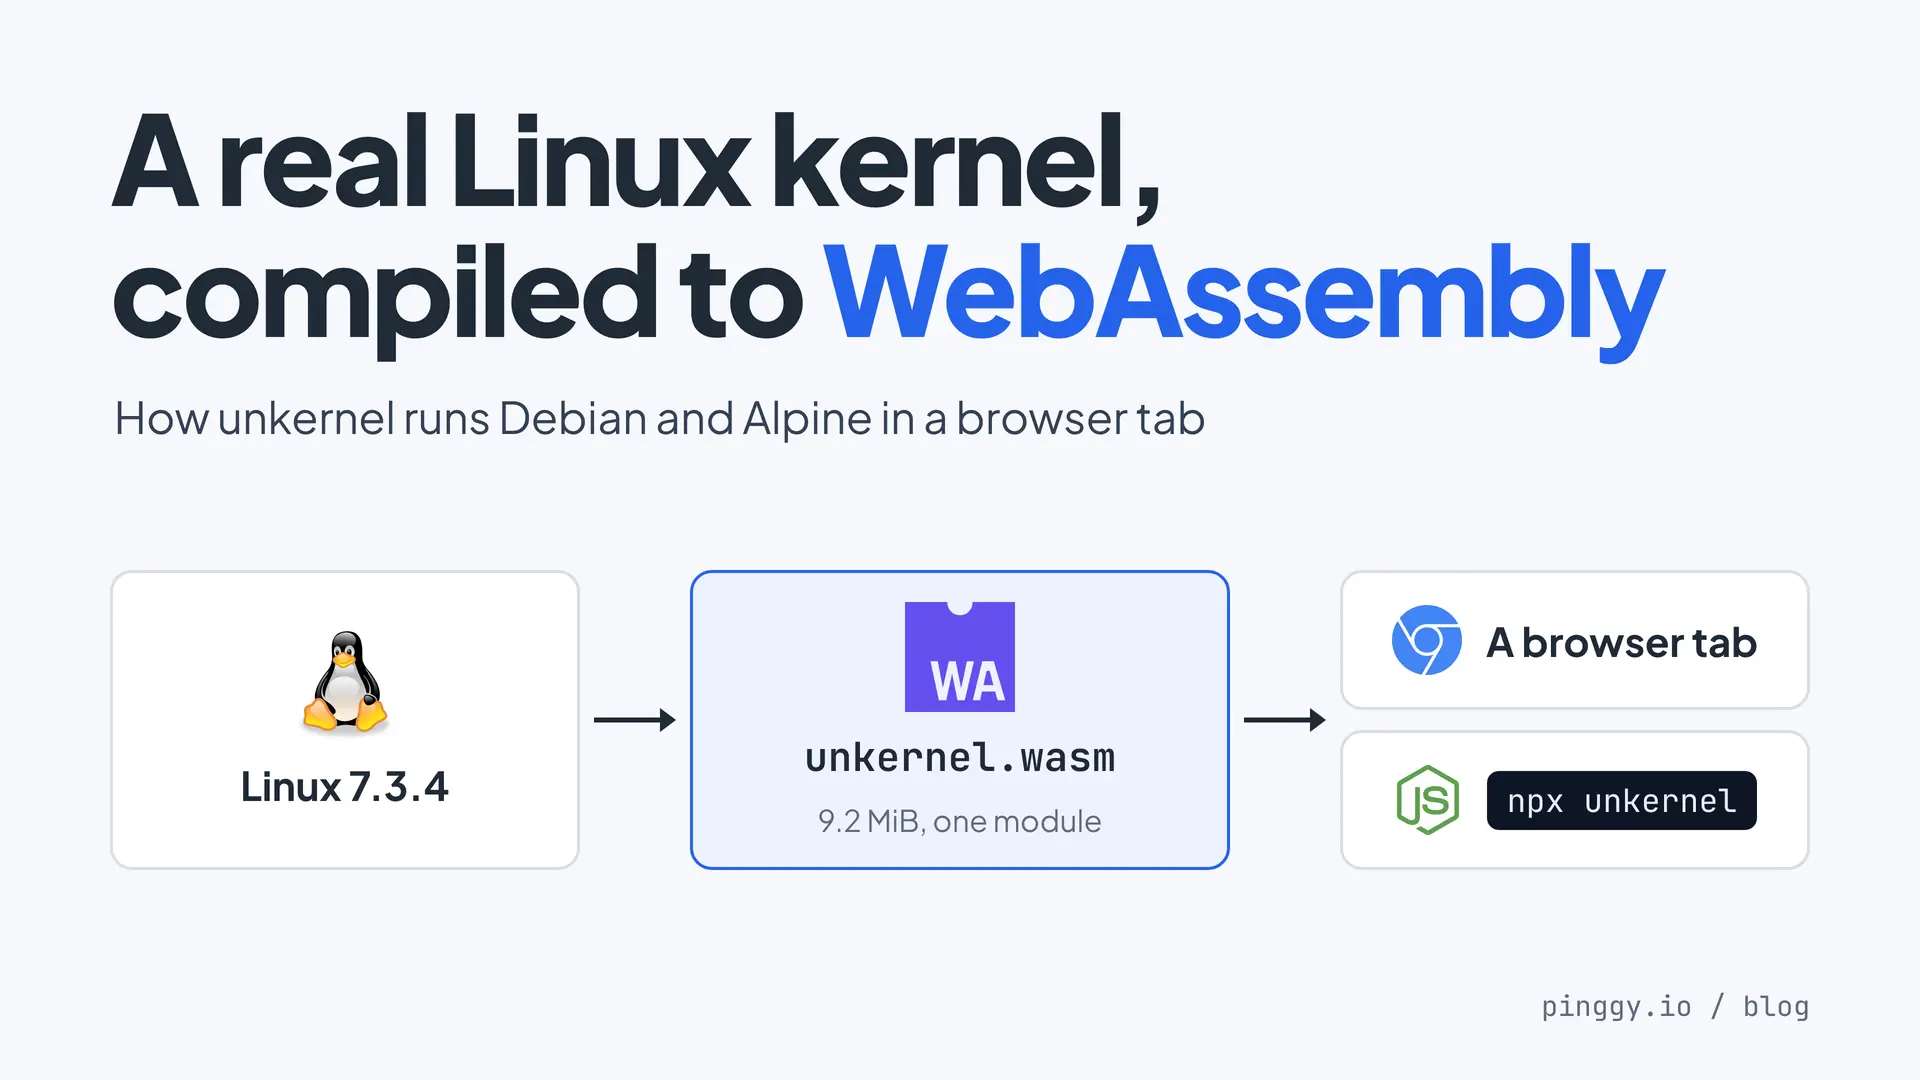 A real Linux kernel,
compiled to WebAssembly
How unkernel runs Debian and Alpine in a browser tab
Linux 7.3.4
WA
unkernel.wasm
9.2 MiB, one module
A browser tab
JS
npx unkernel
pinggy.io / blog